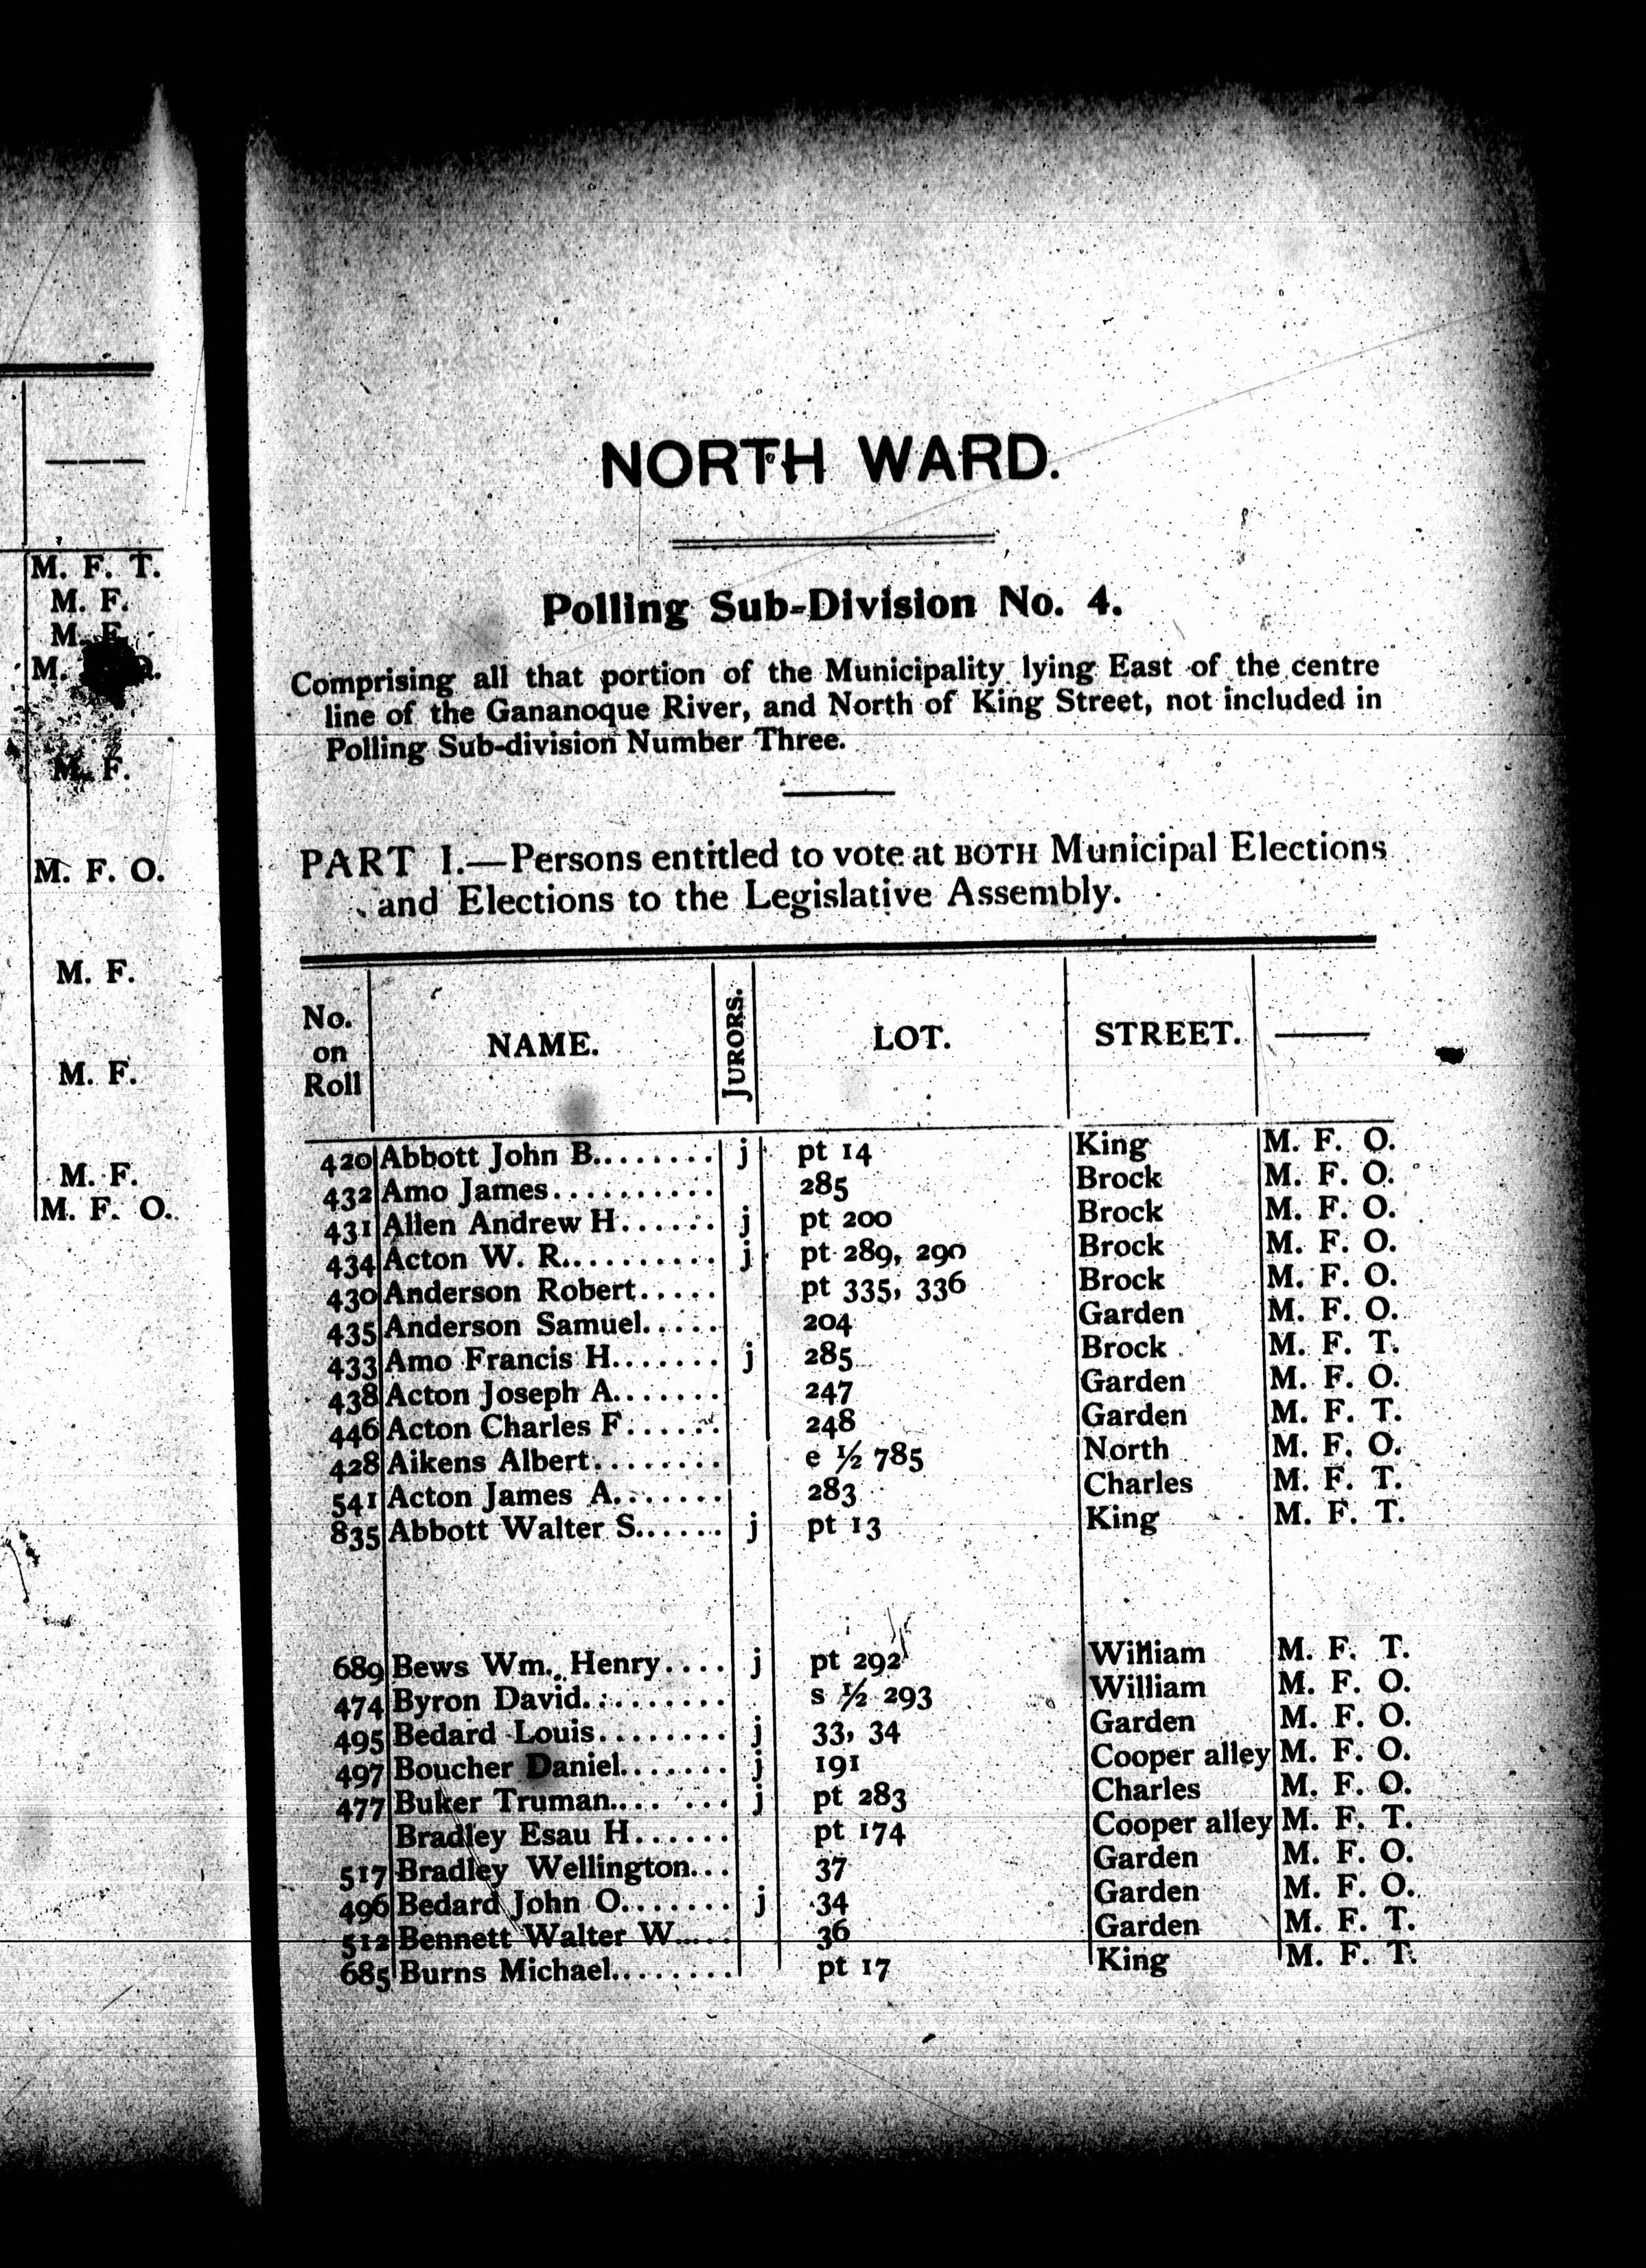 M. F. T.
M. F.
M. F.
M. O.
M. F.
M. F. O.
M. F.
M. F.
M. F.
M. F. O.
NORTH WARD.
Polling Sub-Division No. 4.
Comprising all that portion of the Municipality lying East of the centre
line of the Gananoque River, and North of King Street, not included in
Polling Sub-division Number Three.
PART I.—Persons entitled to vote at BOTH Municipal Elections
and Elections to the Legislative Assembly.
No. on Roll NAME. JURORS. LOT. STREET.
420 Abbott John B........ j pt 14 King M. F. O.
432 Amo James.......... 285 Brock M. F. O.
431 Allen Andrew H...... j pt 200 Brock M. F. O.
434 Acton W. R.......... j pt 289, 290 Brock M. F. O.
430 Anderson Robert..... pt 335, 336 Brock M. F. O.
435 Anderson Samuel..... 204 Garden M. F. O.
433 Amo Francis H....... j 285 Brock M. F. T.
438 Acton Joseph A....... 247 Garden M. F. O.
446 Acton Charles F...... 248 Garden M. F. T.
428 Aikens Albert........ e ½ 785 North M. F. O.
541 Acton James A....... 283 Charles M. F. T.
835 Abbott Walter S...... j pt 13 King M. F. T.
689 Bews Wm. Henry.... j pt 292 William M. F. T.
474 Byron David......... s ½ 293 William M. F. O.
495 Bedard Louis........ j 33, 34 Garden M. F. O.
497 Boucher Daniel....... j 191 Cooper alley M. F. O.
477 Buker Truman.... ... j pt 283 Charles M. F. O.
Bradley Esau H...... pt 174 Cooper alley M. F. T.
517 Bradley Wellington... 37 Garden M. F. O.
496 Bedard John O....... j 34 Garden M. F. O.
512 Bennett Walter W..... 36 Garden M. F. T.
685 Burns Michael........ pt 17 King M. F. T.